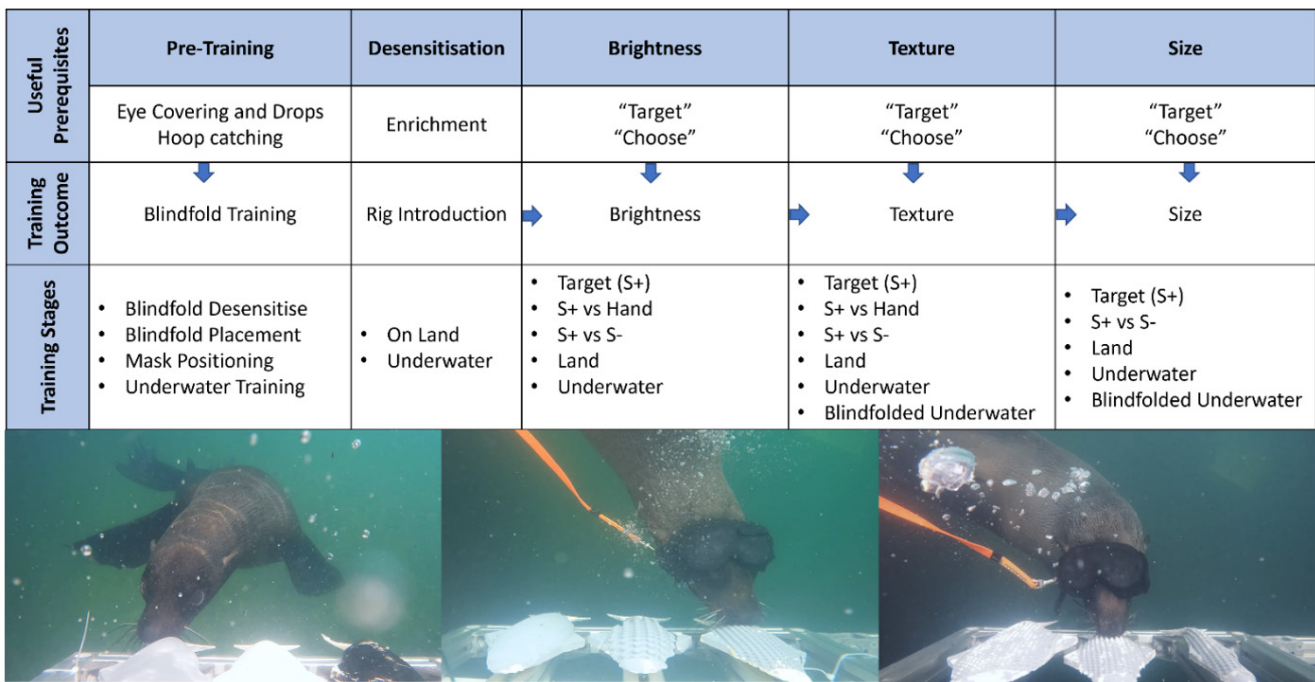 Useful Prerequisites
Pre-Training
Desensitisation
Brightness
Texture
Size
Eye Covering and Drops
Hoop catching
Enrichment
“Target”
“Choose”
“Target”
“Choose”
“Target”
“Choose”
Training Outcome
Blindfold Training
Rig Introduction
Brightness
Texture
Size
Training Stages
• Blindfold Desensitise
• Blindfold Placement
• Mask Positioning
• Underwater Training
• On Land
• Underwater
• Target (S+)
• S+ vs Hand
• S+ vs S-
• Land
• Underwater
• Target (S+)
• S+ vs Hand
• S+ vs S-
• Land
• Underwater
• Blindfolded Underwater
• Target (S+)
• S+ vs S-
• Land
• Underwater
• Blindfolded Underwater